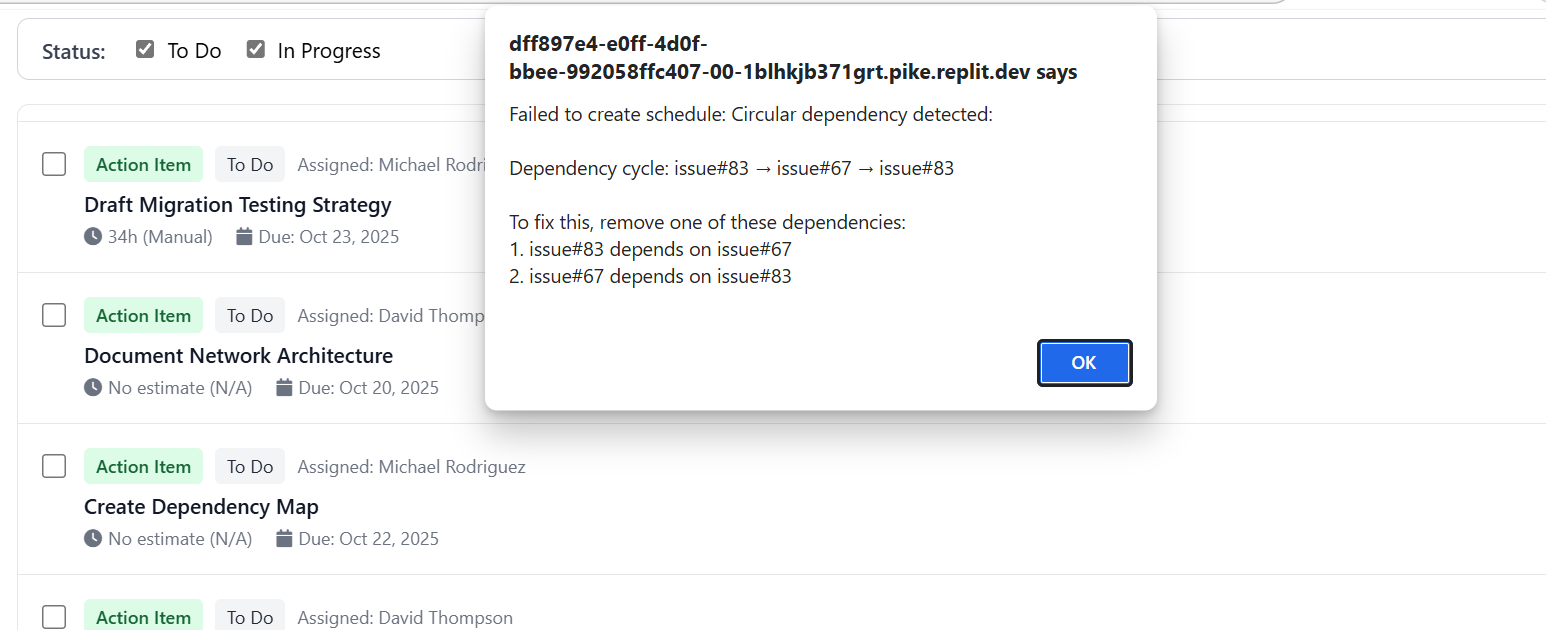 Status:
To Do
In Progress
dff897e4-e0ff-4d0f-
bbee-992058ffc407-00-1blhkjb371grt.pike.replit.dev says
Failed to create schedule: Circular dependency detected:
Dependency cycle: issue#83 → issue#67 → issue#83
To fix this, remove one of these dependencies:
1. issue#83 depends on issue#67
2. issue#67 depends on issue#83
OK
Action Item To Do Assigned: Michael Rodri
Draft Migration Testing Strategy
34h (Manual) Due: Oct 23, 2025
Action Item To Do Assigned: David Thomp
Document Network Architecture
No estimate (N/A) Due: Oct 20, 2025
Action Item To Do Assigned: Michael Rodriguez
Create Dependency Map
No estimate (N/A) Due: Oct 22, 2025
Action Item To Do Assigned: David Thompson